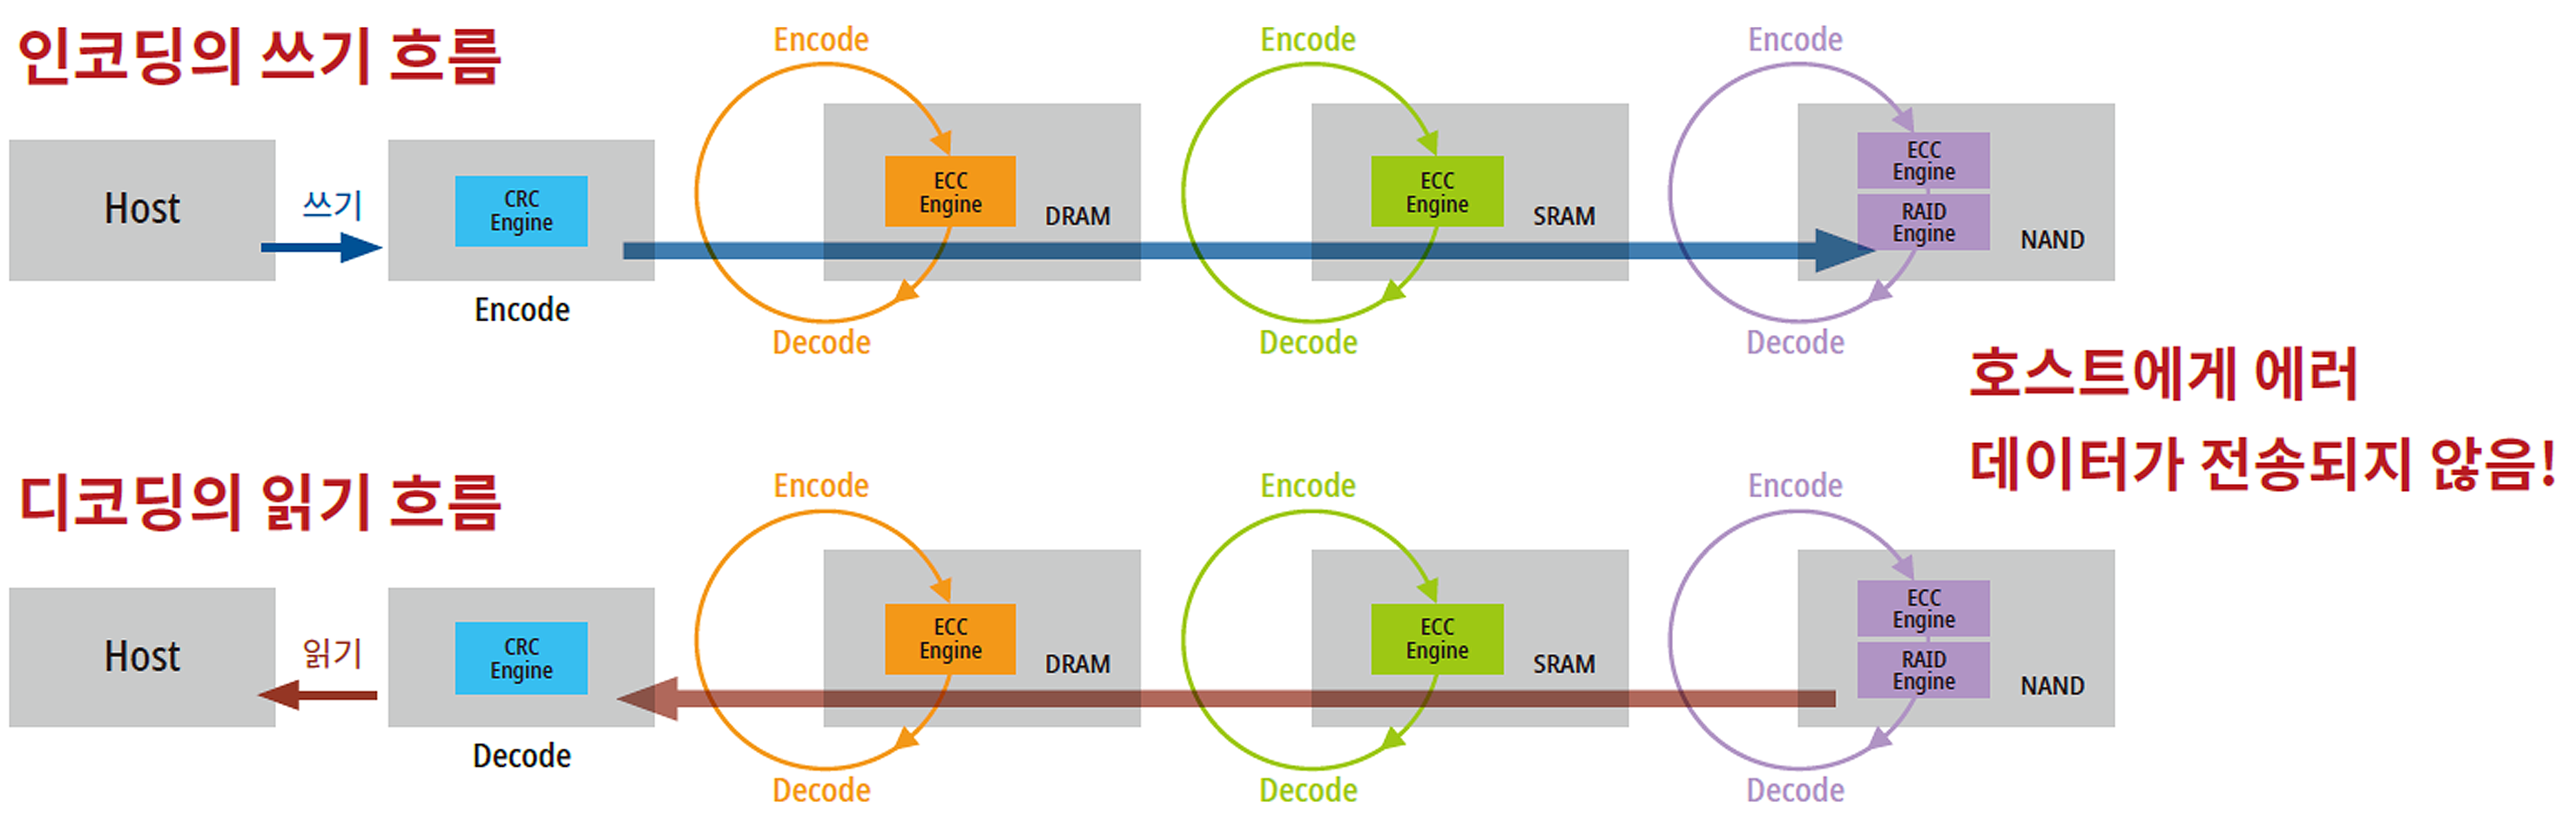 인코딩의 쓰기 흐름
Encode
Encode
Encode
Host
쓰기
CRC
Engine
Encode
ECC
Engine
DRAM
ECC
Engine
SRAM
ECC
Engine
RAID
Engine
NAND
Decode
Decode
Decode
호스트에게 에러
데이터가 전송되지 않음!
디코딩의 읽기 흐름
Encode
Encode
Encode
Host
읽기
CRC
Engine
Decode
ECC
Engine
DRAM
ECC
Engine
SRAM
ECC
Engine
RAID
Engine
NAND
Decode
Decode
Decode